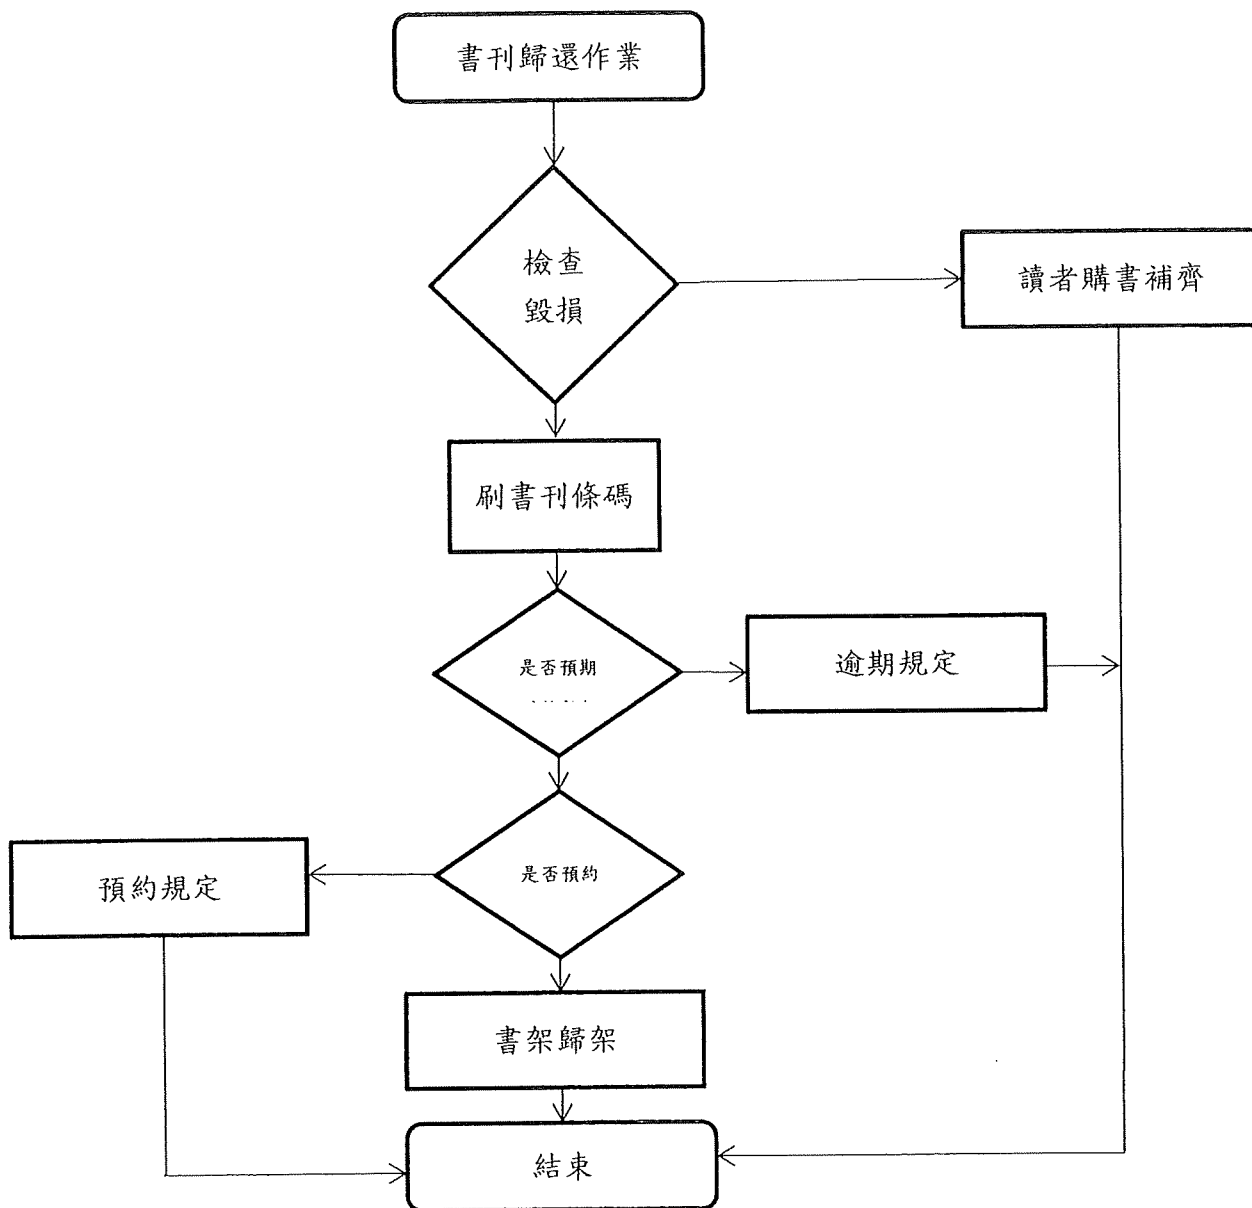 書刊歸還作業
檢查
毀損
讀者購書補齊
刷書刊條碼
是否預期
逾期規定
是否預約
預約規定
書架歸架
結束